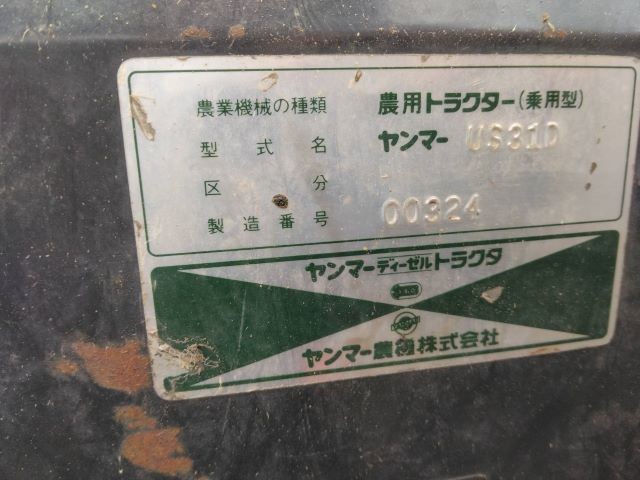 農業機械の種類 農用トラクター(乗用型)
型式名 ヤンマー US31D
区分 -
製造番号 00324
ヤンマーディーゼルトラクタ
ヤンマー農機株式会社